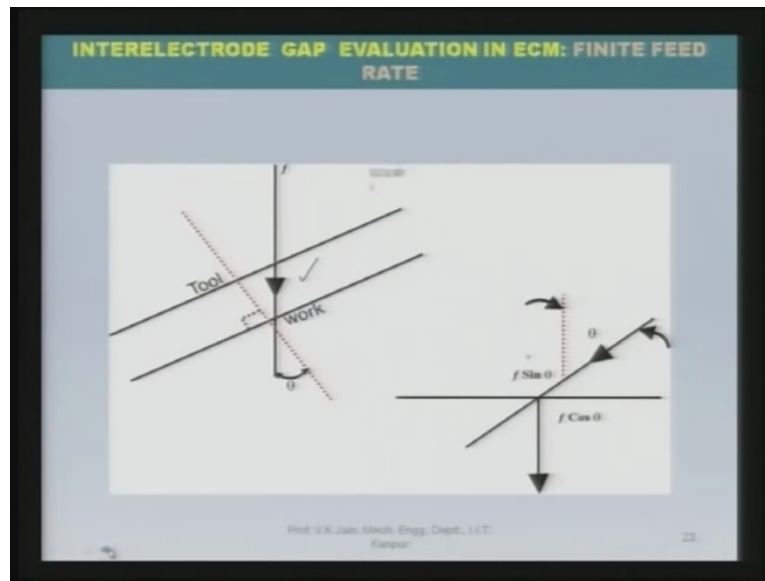 INTERELECTRODE GAP EVALUATION IN ECM: FINITE FEED
RATE
f
Tool
work
θ
θ
f Sin θ
f Cos θ
Prof. V.K.Jain, Mech. Engg. Deptt., I.I.T.
Kanpur
23